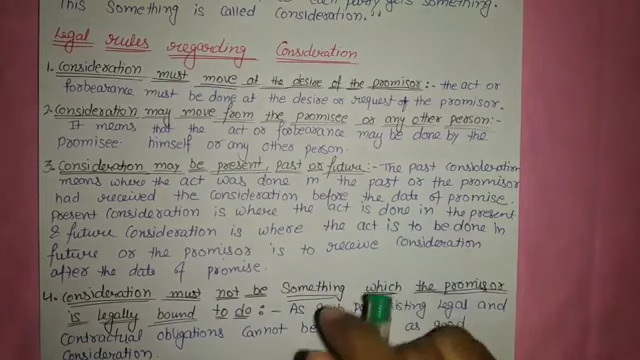 This Something is called Consideration."
each party gets something.
Legal rules regarding Consideration
1. Consideration must move at the desire of the promisor:- the act or
forbearance must be done at the desire or request of the promisor.
2. Consideration may move from the promisee or any other person:-
It means that the act or forbearance may be done by the
promisee himself or any other person.
3. Consideration may be present, past or future:- The past consideration
means where the act was done in the past or the promisor
had received the consideration before the date of promise.
present consideration is where the act is done in the present
& future consideration is where the act is to be done in
future or the promisor is to receive consideration
after the date of promise.
4. Consideration must not be Something which the promisor
is legally bound to do:- As legal and
contractual obligations cannot be as good
consideration.